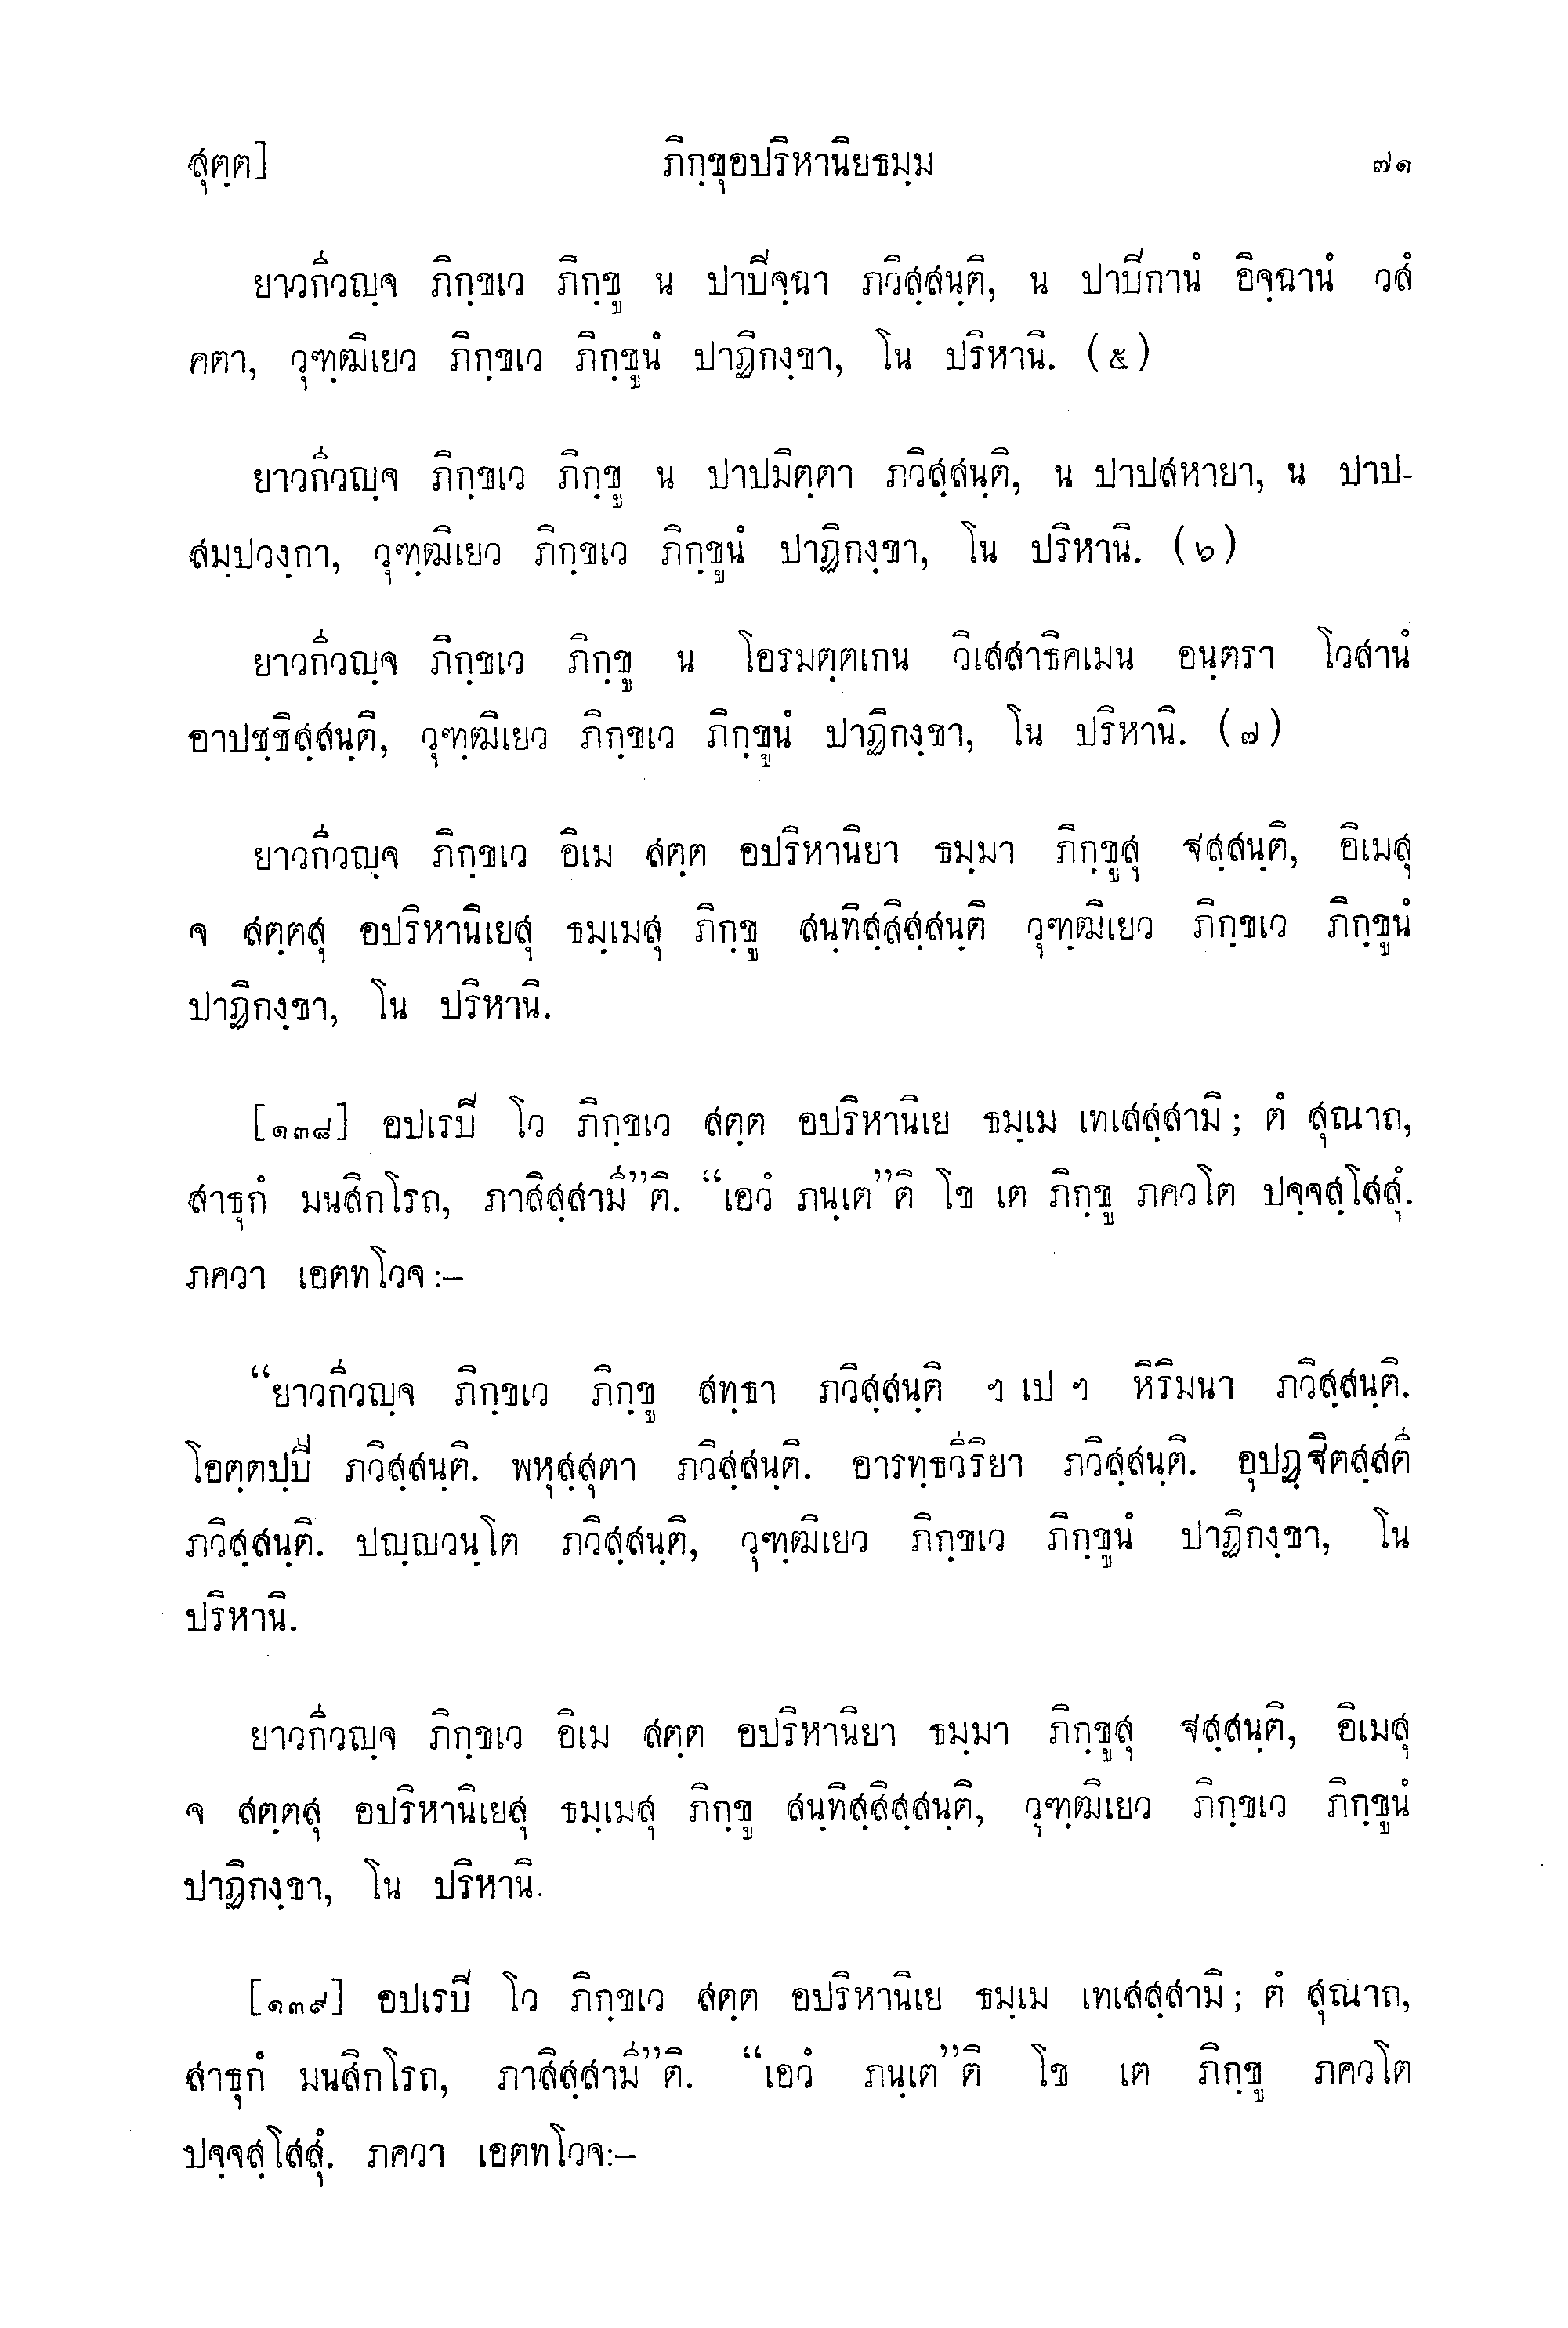 สุตฺต] ภิกฺขุอปริหานิยธมฺม ๗๑
ยาวกีวญฺจ ภิกฺขเว ภิกฺขู น ปาปิจฺฉา ภวิสฺสนฺติ, น ปาปิกานํ อิจฺฉานํ วสํ
คตา, วุฑฺฒิเยว ภิกฺขเว ภิกฺขูนํ ปาฏิกงฺขา, โน ปริหานิ. (๕)
ยาวกีวญฺจ ภิกฺขเว ภิกฺขู น ปาปมิตฺตา ภวิสฺสนฺติ, น ปาปสหายา, น ปาป-
สมฺปวงฺกา, วุฑฺฒิเยว ภิกฺขเว ภิกฺขูนํ ปาฏิกงฺขา, โน ปริหานิ. (๖)
ยาวกีวญฺจ ภิกฺขเว ภิกฺขู น โอรมตฺตเกน วิเสสาธิคเมน อนฺตรา โวสานํ
อาปชฺชิสฺสนฺติ, วุฑฺฒิเยว ภิกฺขเว ภิกฺขูนํ ปาฏิกงฺขา, โน ปริหานิ. (๗)
ยาวกีวญฺจ ภิกฺขเว อิเม สตฺต อปริหานิยา ธมฺมา ภิกฺขูสุ ฐสฺสนฺติ, อิเมสุ
จ สตฺตสุ อปริหานิเยสุ ธมฺเมสุ ภิกฺขู สนฺทิสฺสิสฺสนฺติ วุฑฺฒิเยว ภิกฺขเว ภิกฺขูนํ
ปาฏิกงฺขา, โน ปริหานิ.
[๑๓๘] อปเรปิ โว ภิกฺขเว สตฺต อปริหานิเย ธมฺเม เทเสสฺสามิ; ตํ สุณาถ,
สาธุกํ มนสิกโรถ, ภาสิสฺสามี”ติ. “เอวํ ภนฺเต”ติ โข เต ภิกฺขู ภควโต ปจฺจสฺโสสุํ.
ภควา เอตทโวจ:–
“ยาวกีวญฺจ ภิกฺขเว ภิกฺขู สทฺธา ภวิสฺสนฺติ ฯ เป ฯ หิริมนา ภวิสฺสนฺติ.
โอตฺตปฺปี ภวิสฺสนฺติ. พหุสฺสุตา ภวิสฺสนฺติ. อารทฺธวีริยา ภวิสฺสนฺติ. อุปฏฺฐิตสฺสตี
ภวิสฺสนฺติ. ปญฺญวนฺโต ภวิสฺสนฺติ, วุฑฺฒิเยว ภิกฺขเว ภิกฺขูนํ ปาฏิกงฺขา, โน
ปริหานิ.
ยาวกีวญฺจ ภิกฺขเว อิเม สตฺต อปริหานิยา ธมฺมา ภิกฺขูสุ ฐสฺสนฺติ, อิเมสุ
จ สตฺตสุ อปริหานิเยสุ ธมฺเมสุ ภิกฺขู สนฺทิสฺสิสฺสนฺติ, วุฑฺฒิเยว ภิกฺขเว ภิกฺขูนํ
ปาฏิกงฺขา, โน ปริหานิ.
[๑๓๙] อปเรปิ โว ภิกฺขเว สตฺต อปริหานิเย ธมฺเม เทเสสฺสามิ; ตํ สุณาถ,
สาธุกํ มนสิกโรถ, ภาสิสฺสามี”ติ. “เอวํ ภนฺเต”ติ โข เต ภิกฺขู ภควโต
ปจฺจสฺโสสุํ. ภควา เอตทโวจ:–